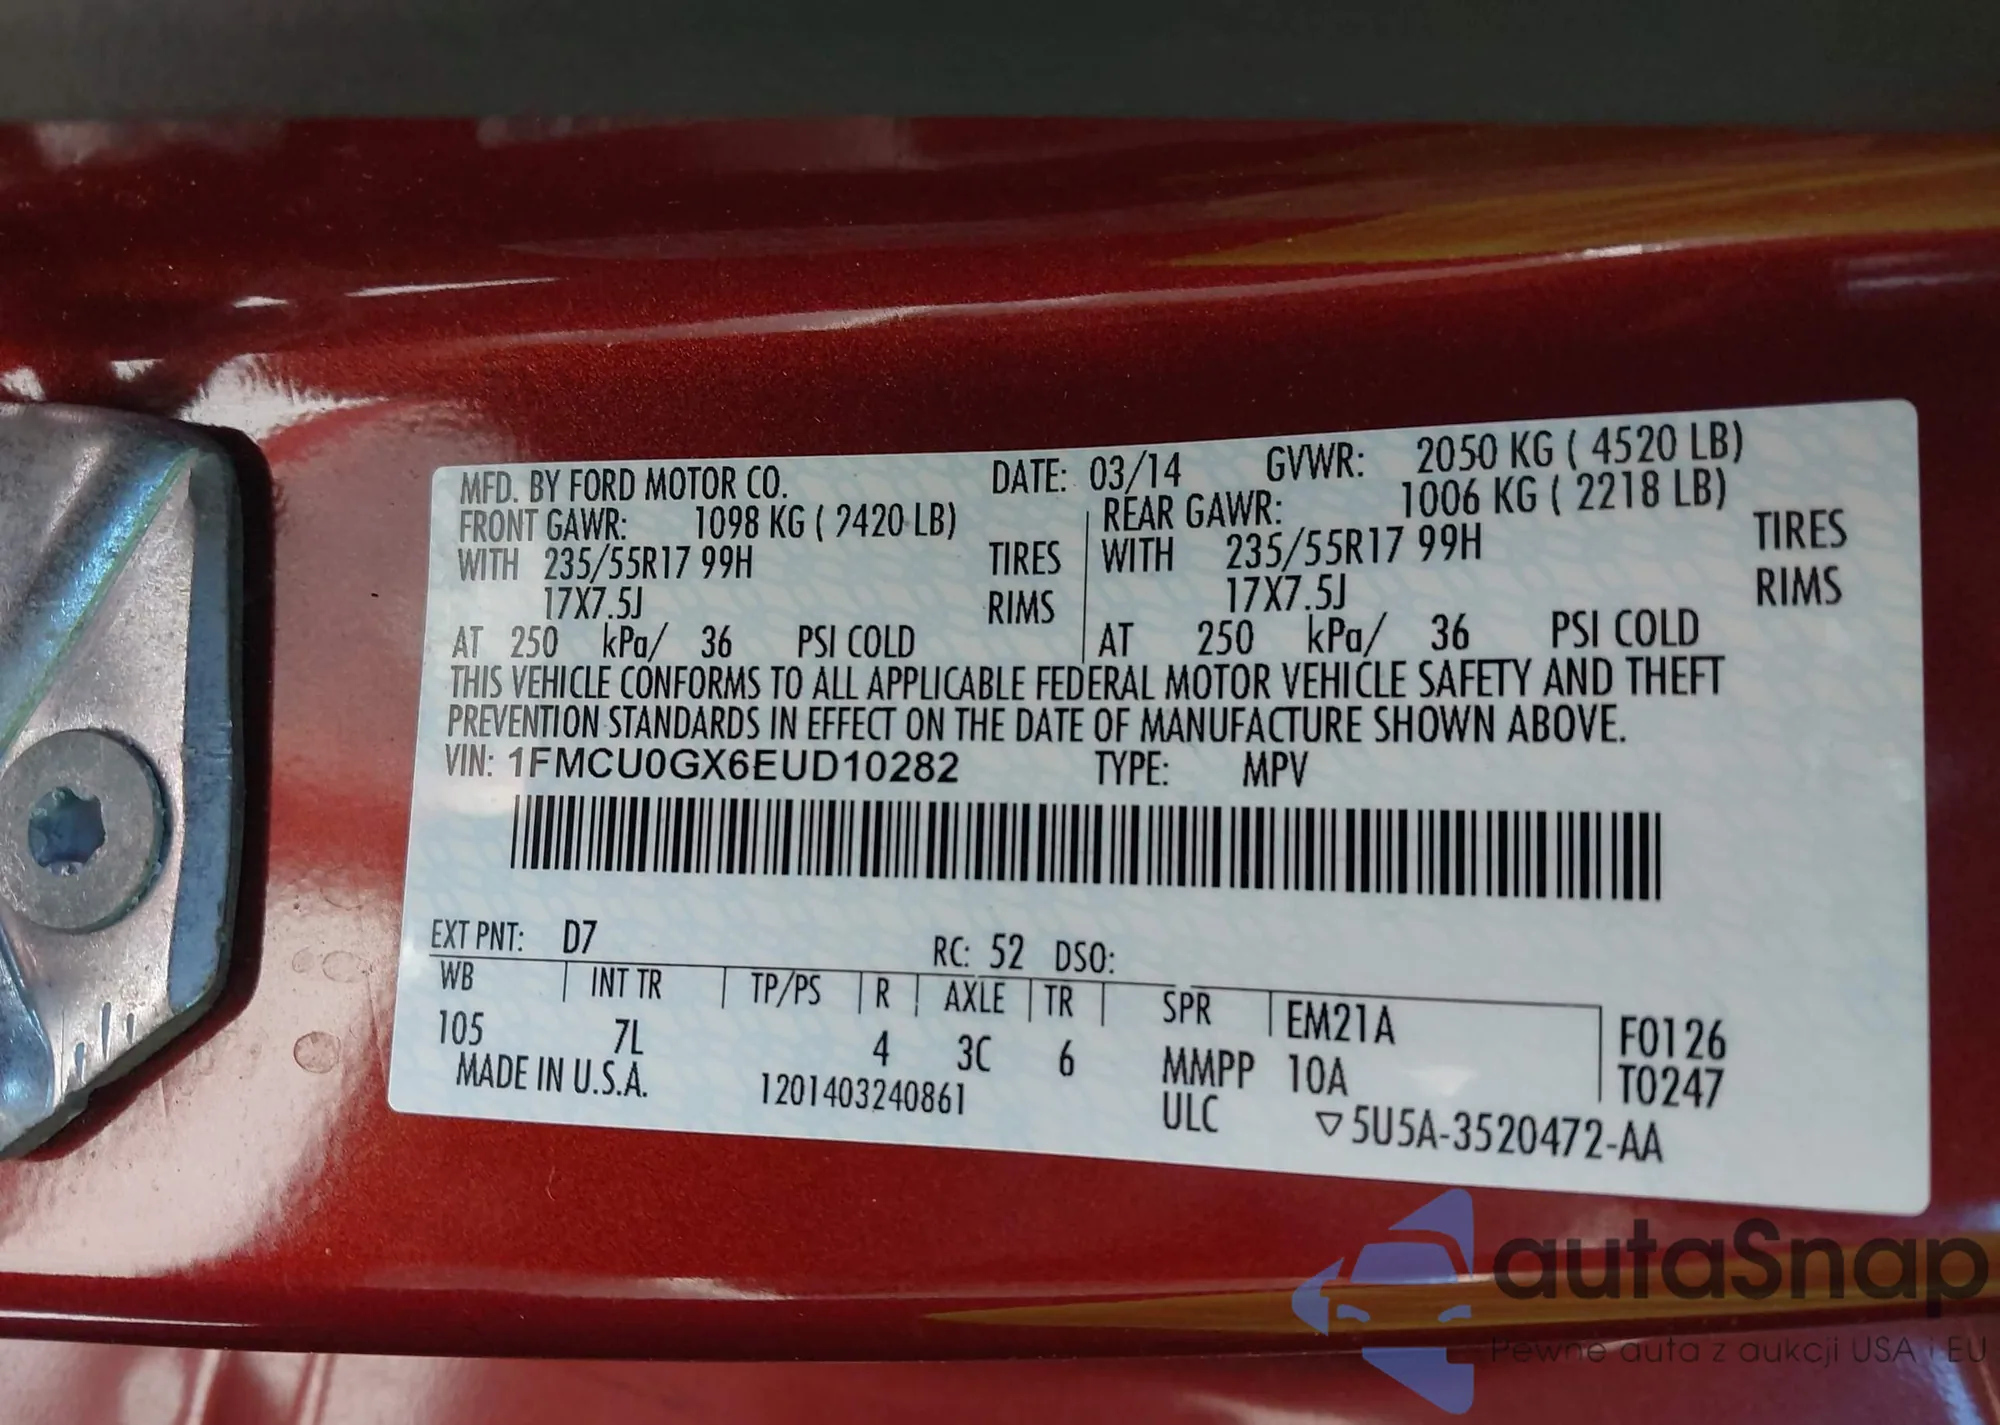 MFD. BY FORD MOTOR CO. DATE: 03/14 GVWR: 2050 KG ( 4520 LB)
FRONT GAWR: 1098 KG ( 2420 LB) REAR GAWR: 1006 KG ( 2218 LB)
WITH 235/55R17 99H TIRES WITH 235/55R17 99H TIRES
17X7.5J RIMS 17X7.5J RIMS
AT 250 kPa/ 36 PSI COLD AT 250 kPa/ 36 PSI COLD
THIS VEHICLE CONFORMS TO ALL APPLICABLE FEDERAL MOTOR VEHICLE SAFETY AND THEFT
PREVENTION STANDARDS IN EFFECT ON THE DATE OF MANUFACTURE SHOWN ABOVE.
VIN: 1FMCU0GX6EUD10282 TYPE: MPV
EXT PNT: D7 RC: 52 DSO:
WB INT TR TP/PS R AXLE TR SPR EM21A F0126
105 7L 4 3C 6 MMPP 10A T0247
MADE IN U.S.A. 1201403240861 ULC ▽5U5A-3520472-AA
autaSnap
Pewne auta z aukcji USA i EU